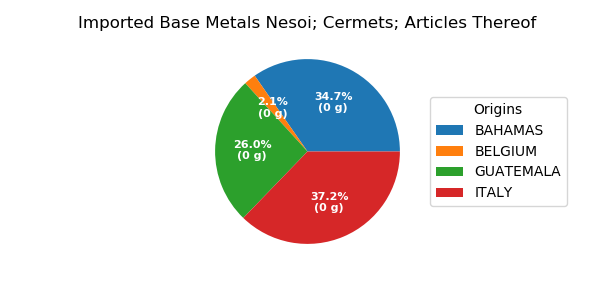 Imported Base Metals Nesoi; Cermets; Articles Thereof
34.7%
(0 g)
2.1%
(0 g)
26.0%
(0 g)
37.2%
(0 g)
Origins
BAHAMAS
BELGIUM
GUATEMALA
ITALY